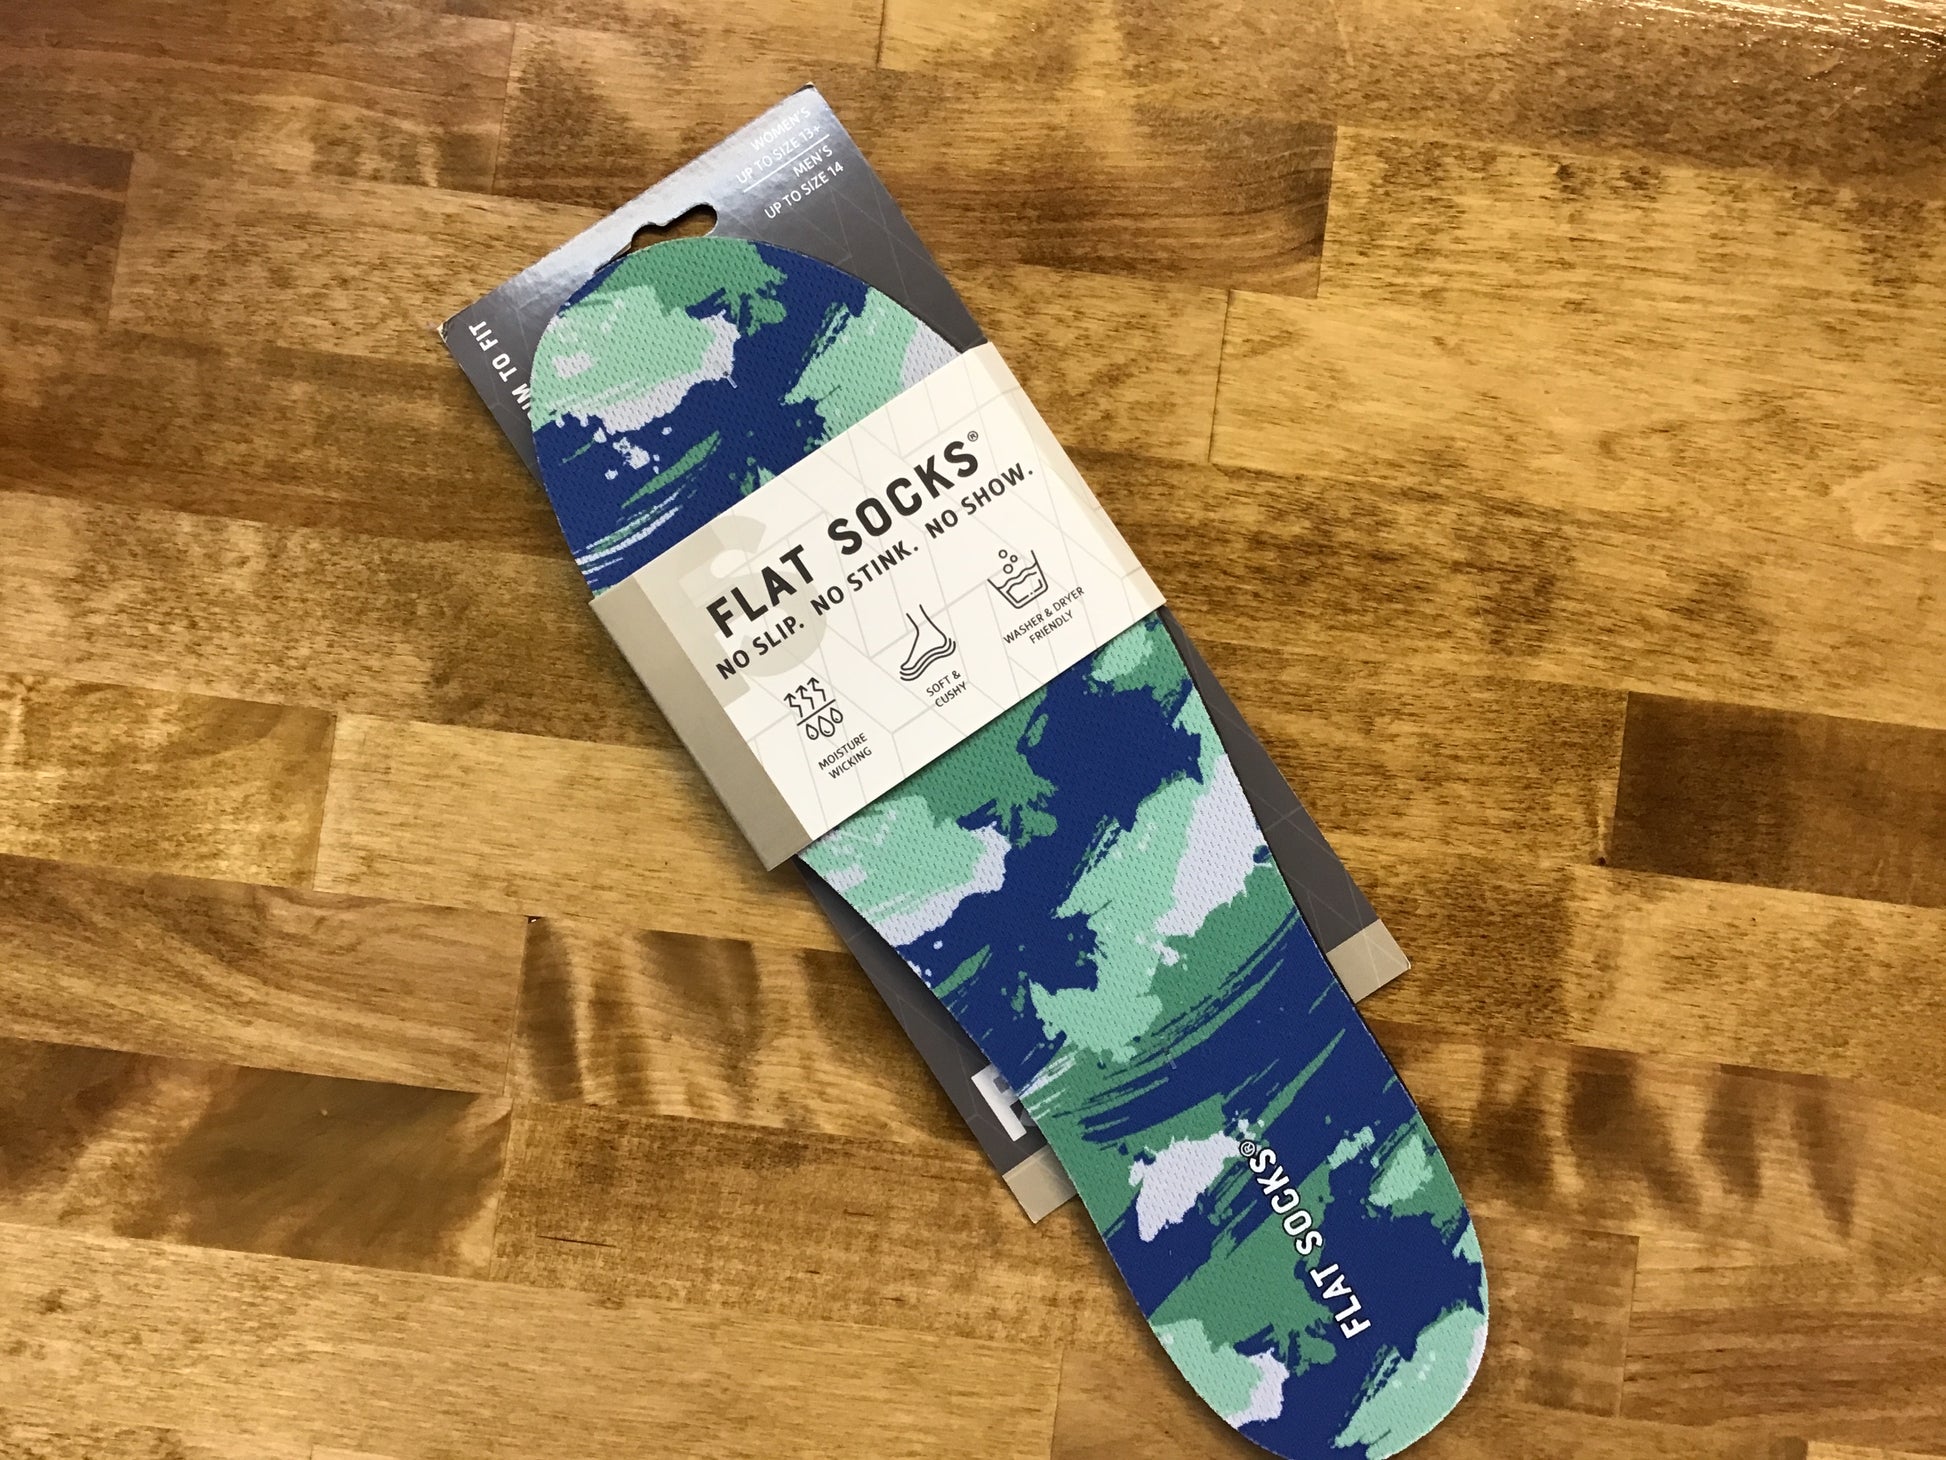 WOMEN'S
UP TO SIZE 13+
MEN'S
UP TO SIZE 14
TO FIT
FLAT SOCKS®
NO SLIP. NO STINK. NO SHOW.
MOISTURE
WICKING
SOFT &
CUSHY
WASHER & DRYER
FRIENDLY
FLAT SOCKS®